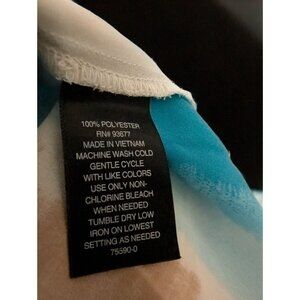 100% POLYESTER
RN# 93677
MADE IN VIETNAM
MACHINE WASH COLD
GENTLE CYCLE
WITH LIKE COLORS
USE ONLY NON-
CHLORINE BLEACH
WHEN NEEDED
TUMBLE DRY LOW
IRON ON LOWEST
SETTING AS NEEDED
75590-0